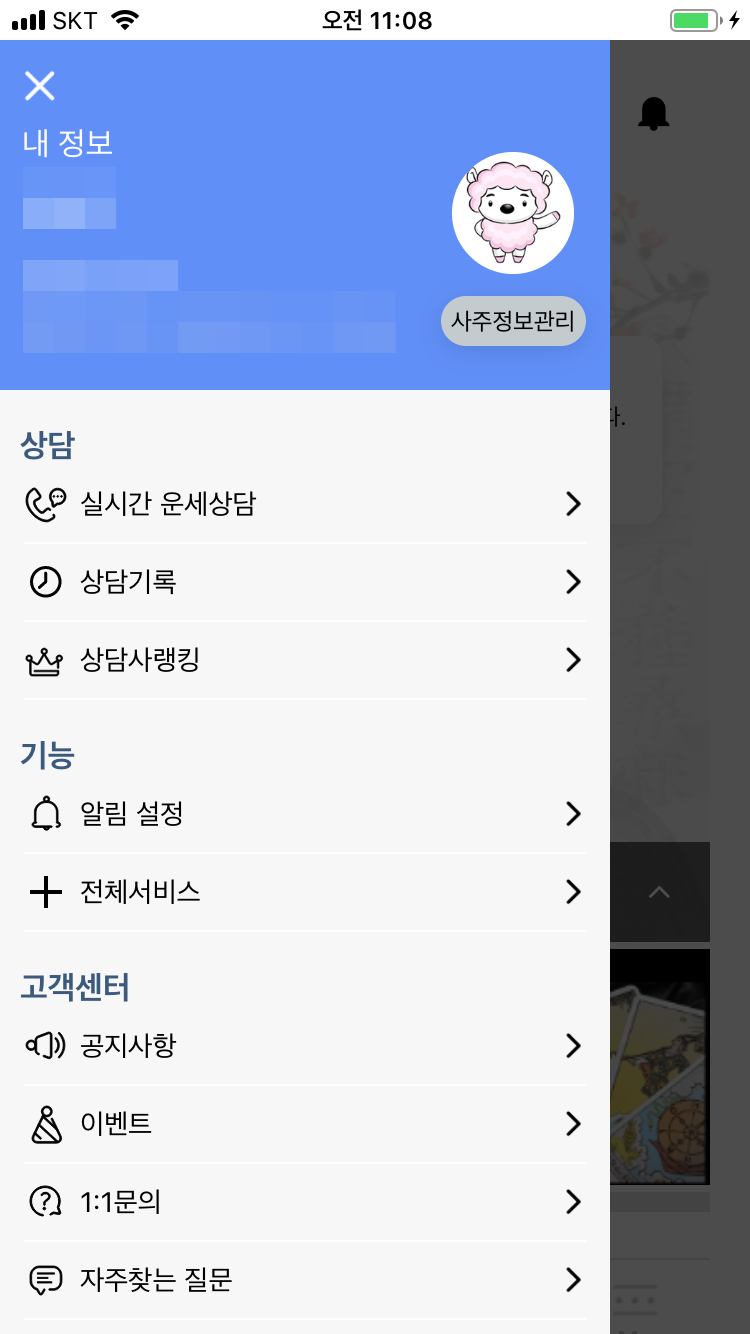 SKT 오전 11:08
내 정보
사주정보관리
상담
실시간 운세상담
상담기록
상담사랭킹
기능
알림 설정
전체서비스
고객센터
공지사항
이벤트
1:1문의
자주찾는 질문
다.